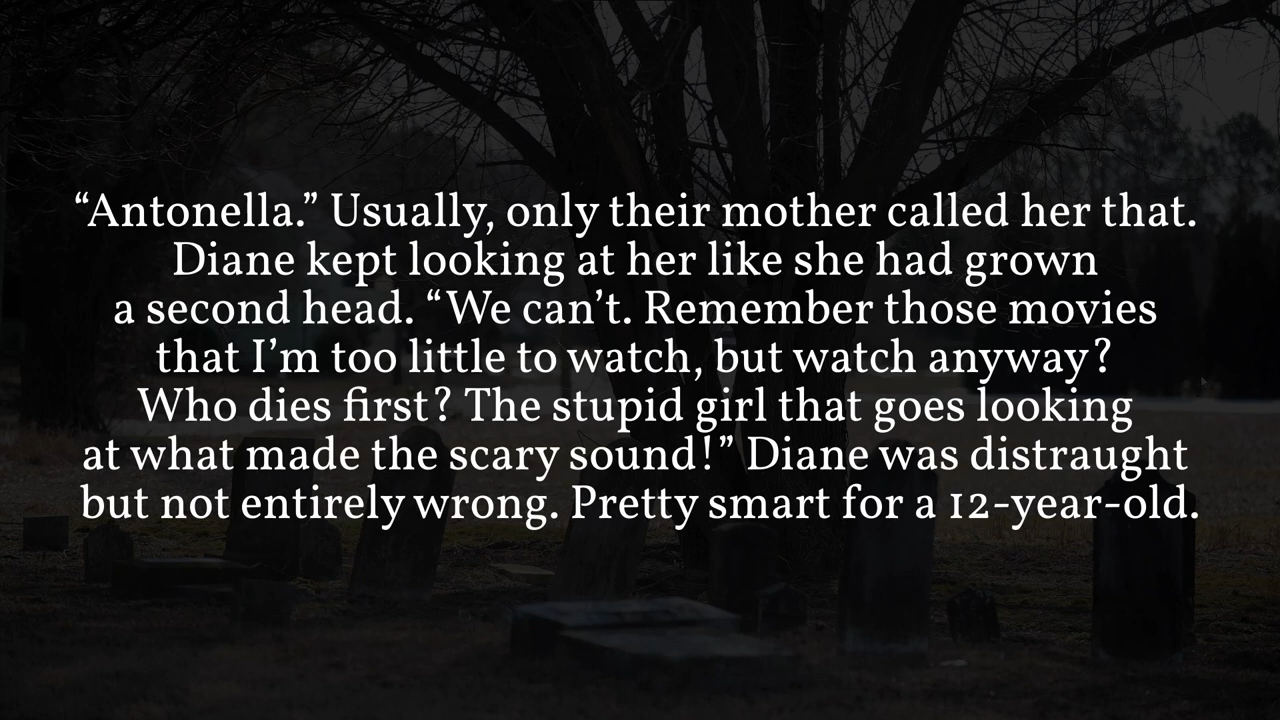 “Antonella.” Usually, only their mother called her that.
Diane kept looking at her like she had grown
a second head. “We can’t. Remember those movies
that I’m too little to watch, but watch anyway?
Who dies first? The stupid girl that goes looking
at what made the scary sound!” Diane was distraught
but not entirely wrong. Pretty smart for a 12-year-old.